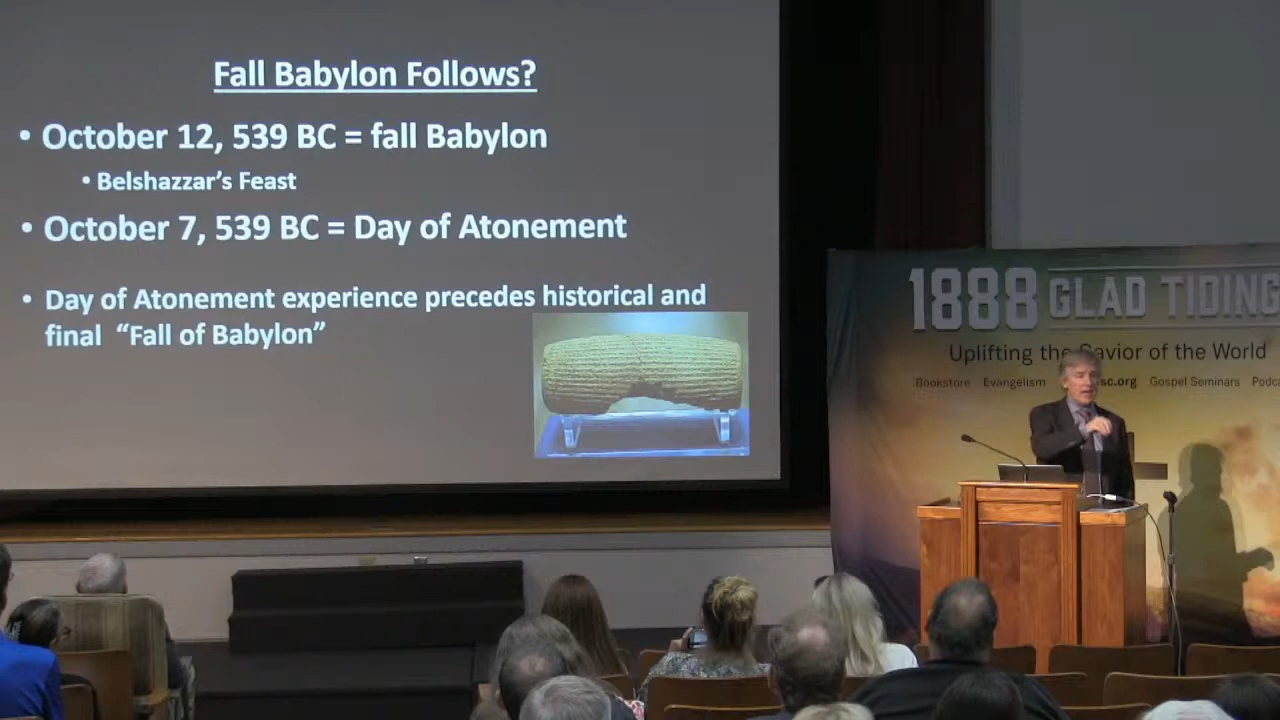 Fall Babylon Follows?
• October 12, 539 BC = fall Babylon
• Belshazzar's Feast
• October 7, 539 BC = Day of Atonement
• Day of Atonement experience precedes historical and
final “Fall of Babylon”
1888 GLAD TIDING
Uplifting the Savior of the World
Bookstore Evangelism sc.org Gospel Seminars